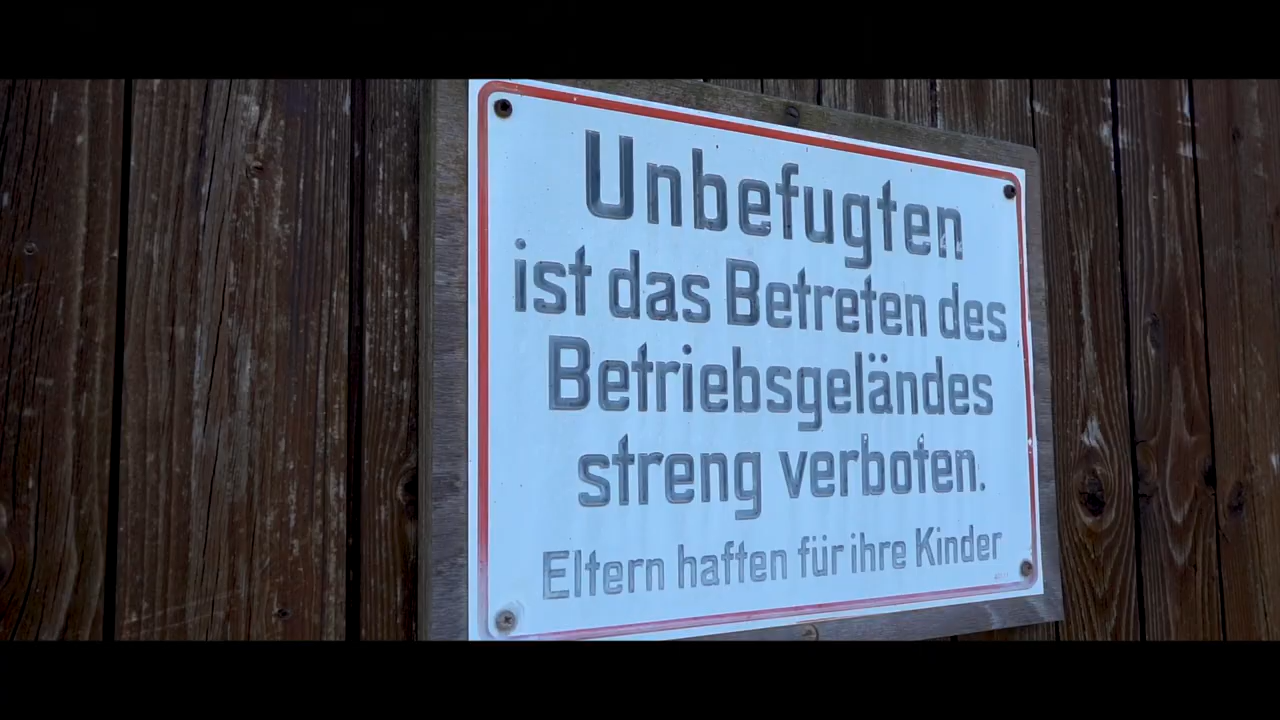 Unbefugten
ist das Betreten des
Betriebsgeländes
streng verboten.
Eltern haften für ihre Kinder